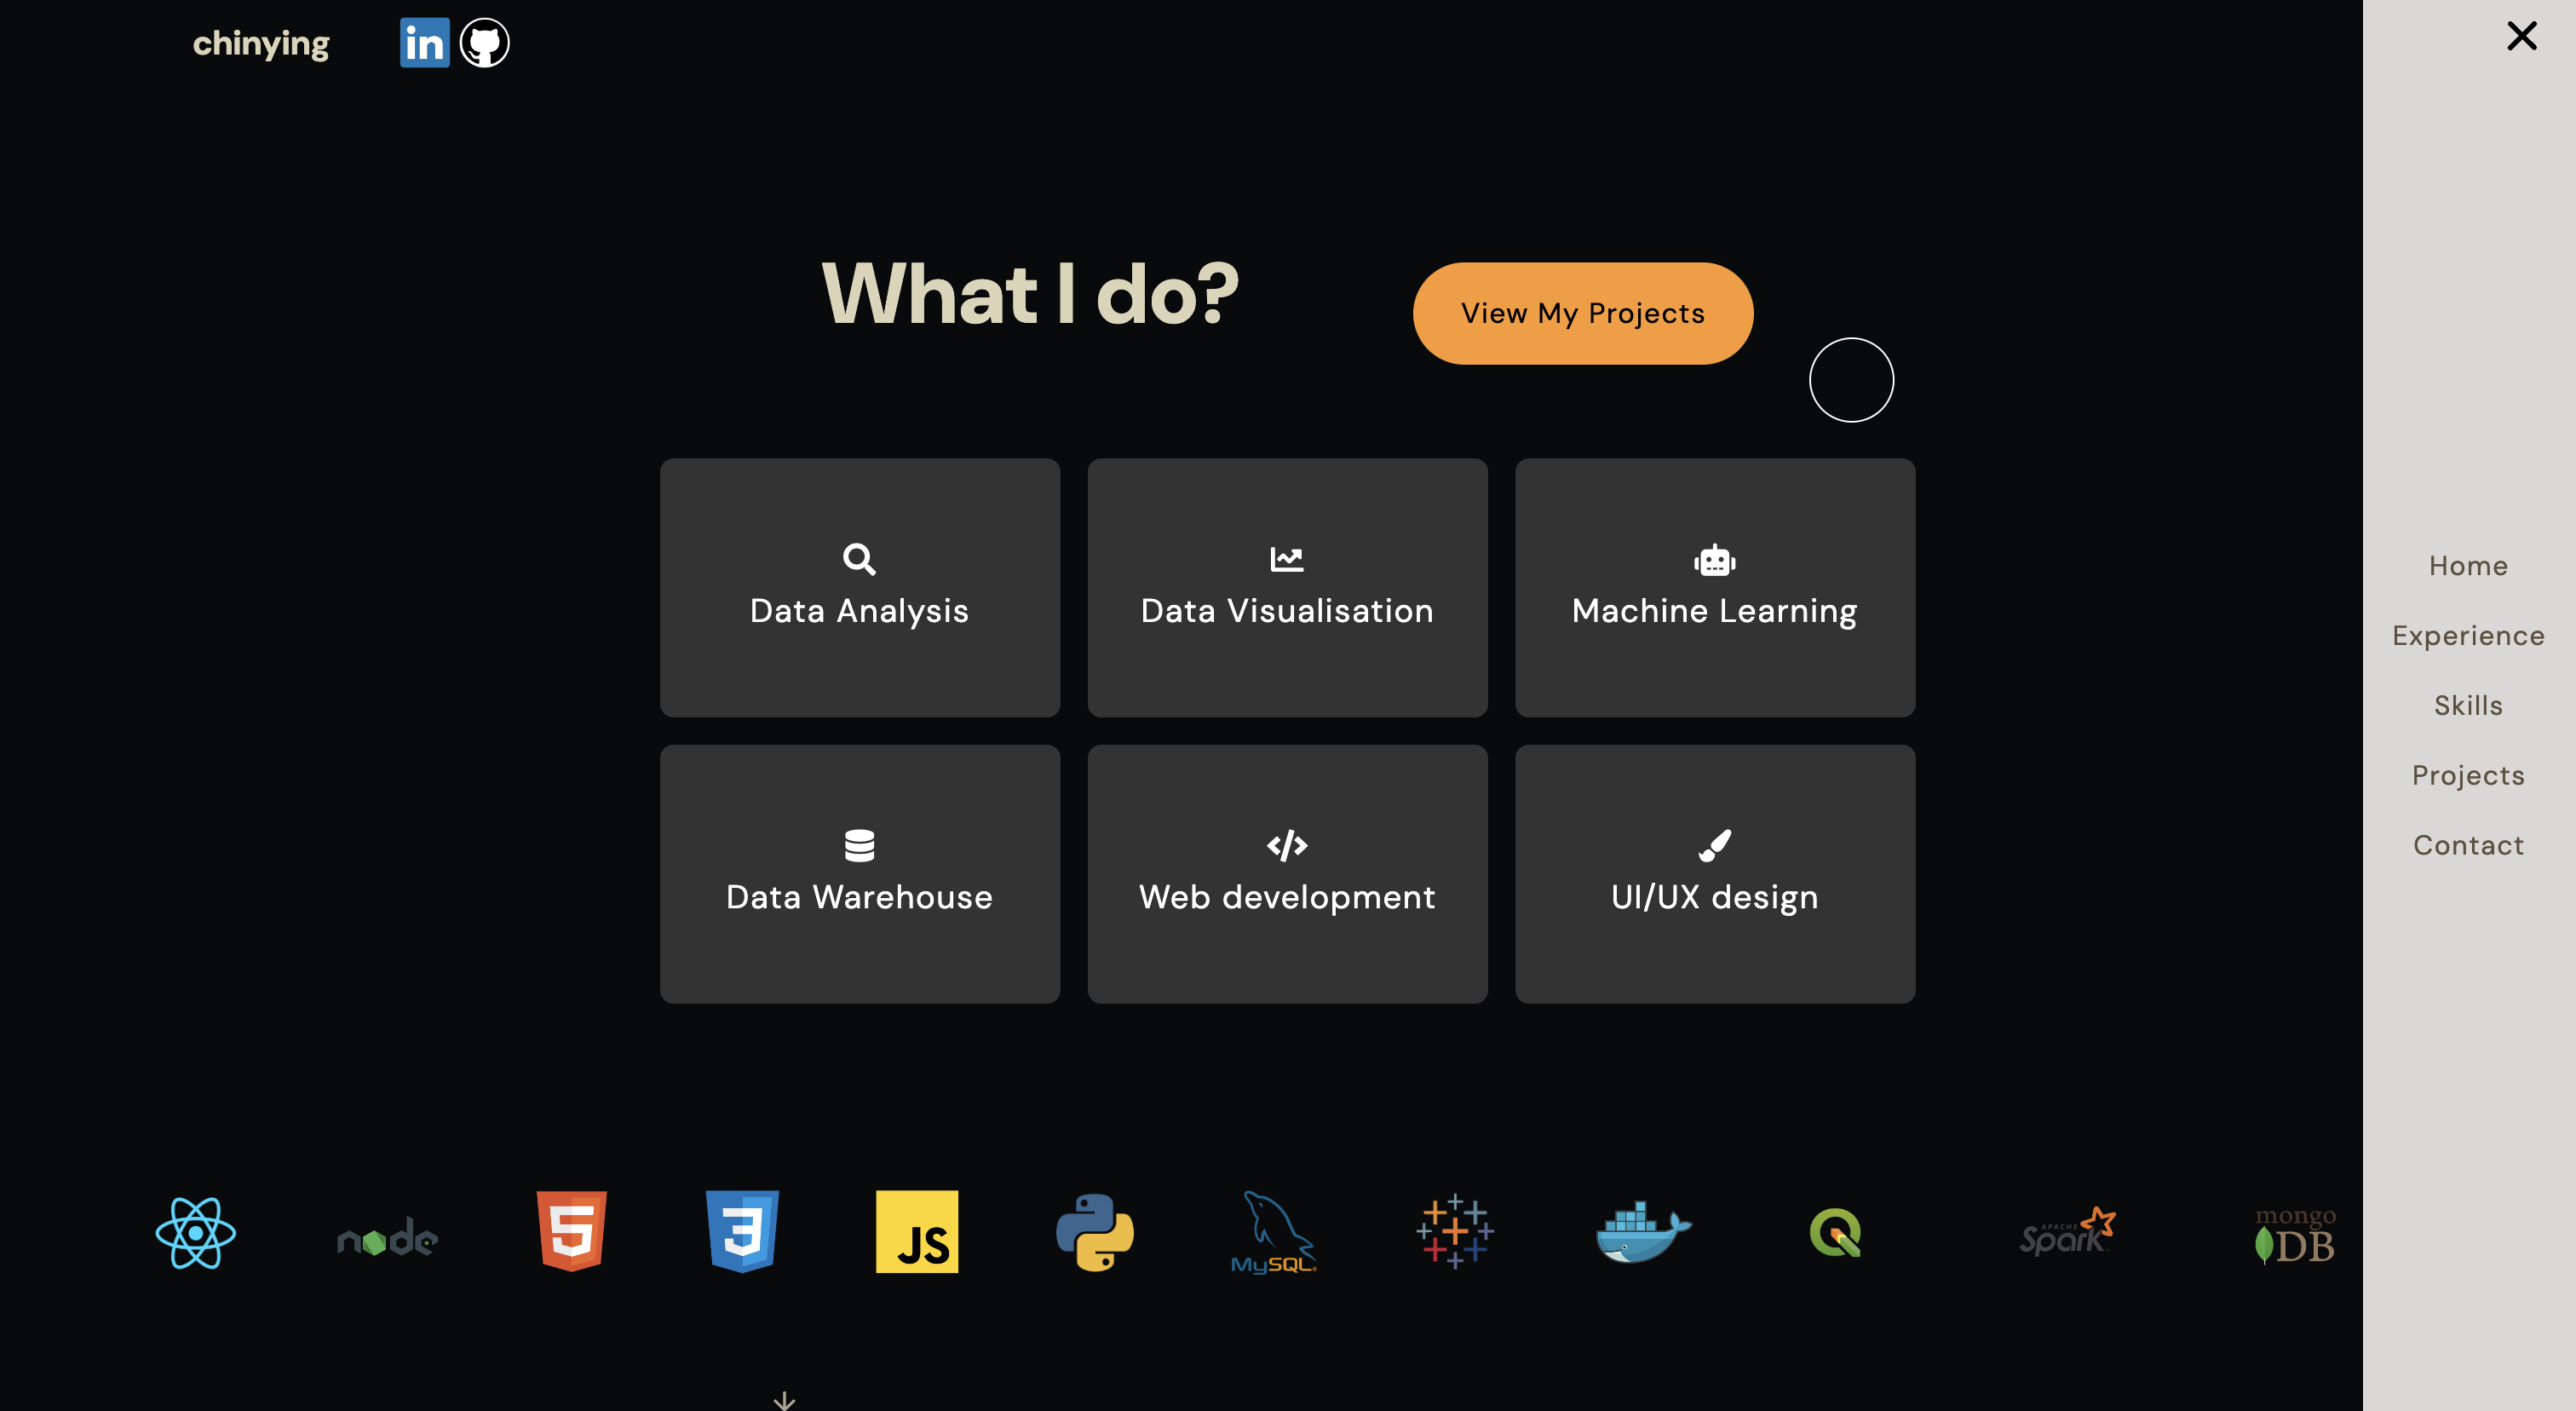 chinying
in
What I do?
View My Projects
Data Analysis
Data Visualisation
Machine Learning
Data Warehouse
Web development
UI/UX design
Home
Experience
Skills
Projects
Contact
node
5
3
JS
MySQL
APACHE
Spark
mongo
DB